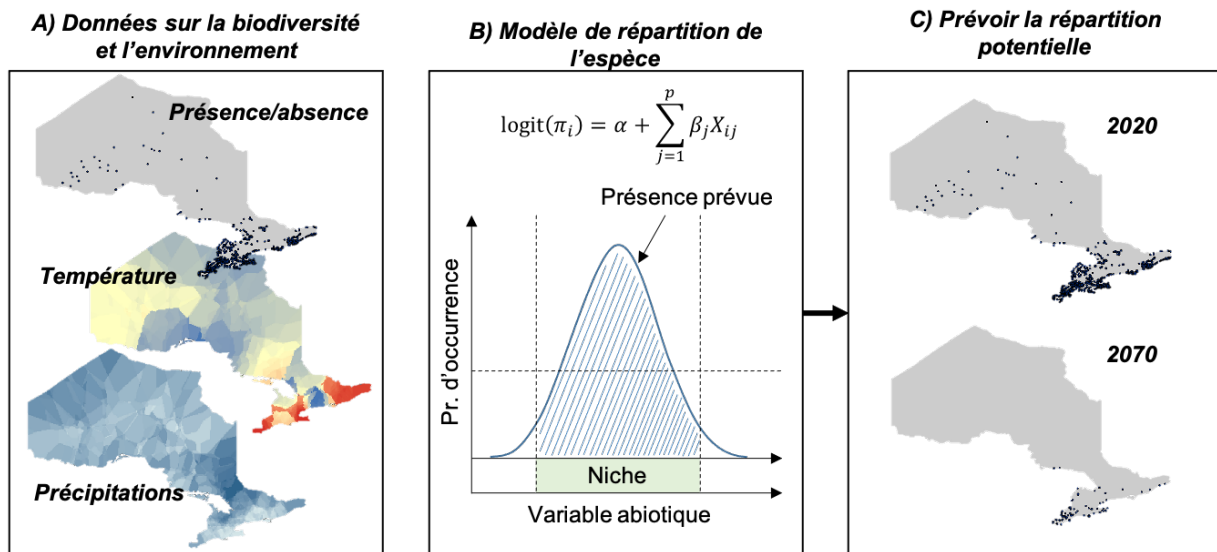 A) Données sur la biodiversité
et l'environnement
Présence/absence
Température
Précipitations
B) Modèle de répartition de
l'espèce
logit(πᵢ) = α + ∑ⱼ₌₁ᵖ βⱼXᵢⱼ
Présence prévue
Pr. d'occurrence
Niche
Variable abiotique
C) Prévoir la répartition
potentielle
2020
2070